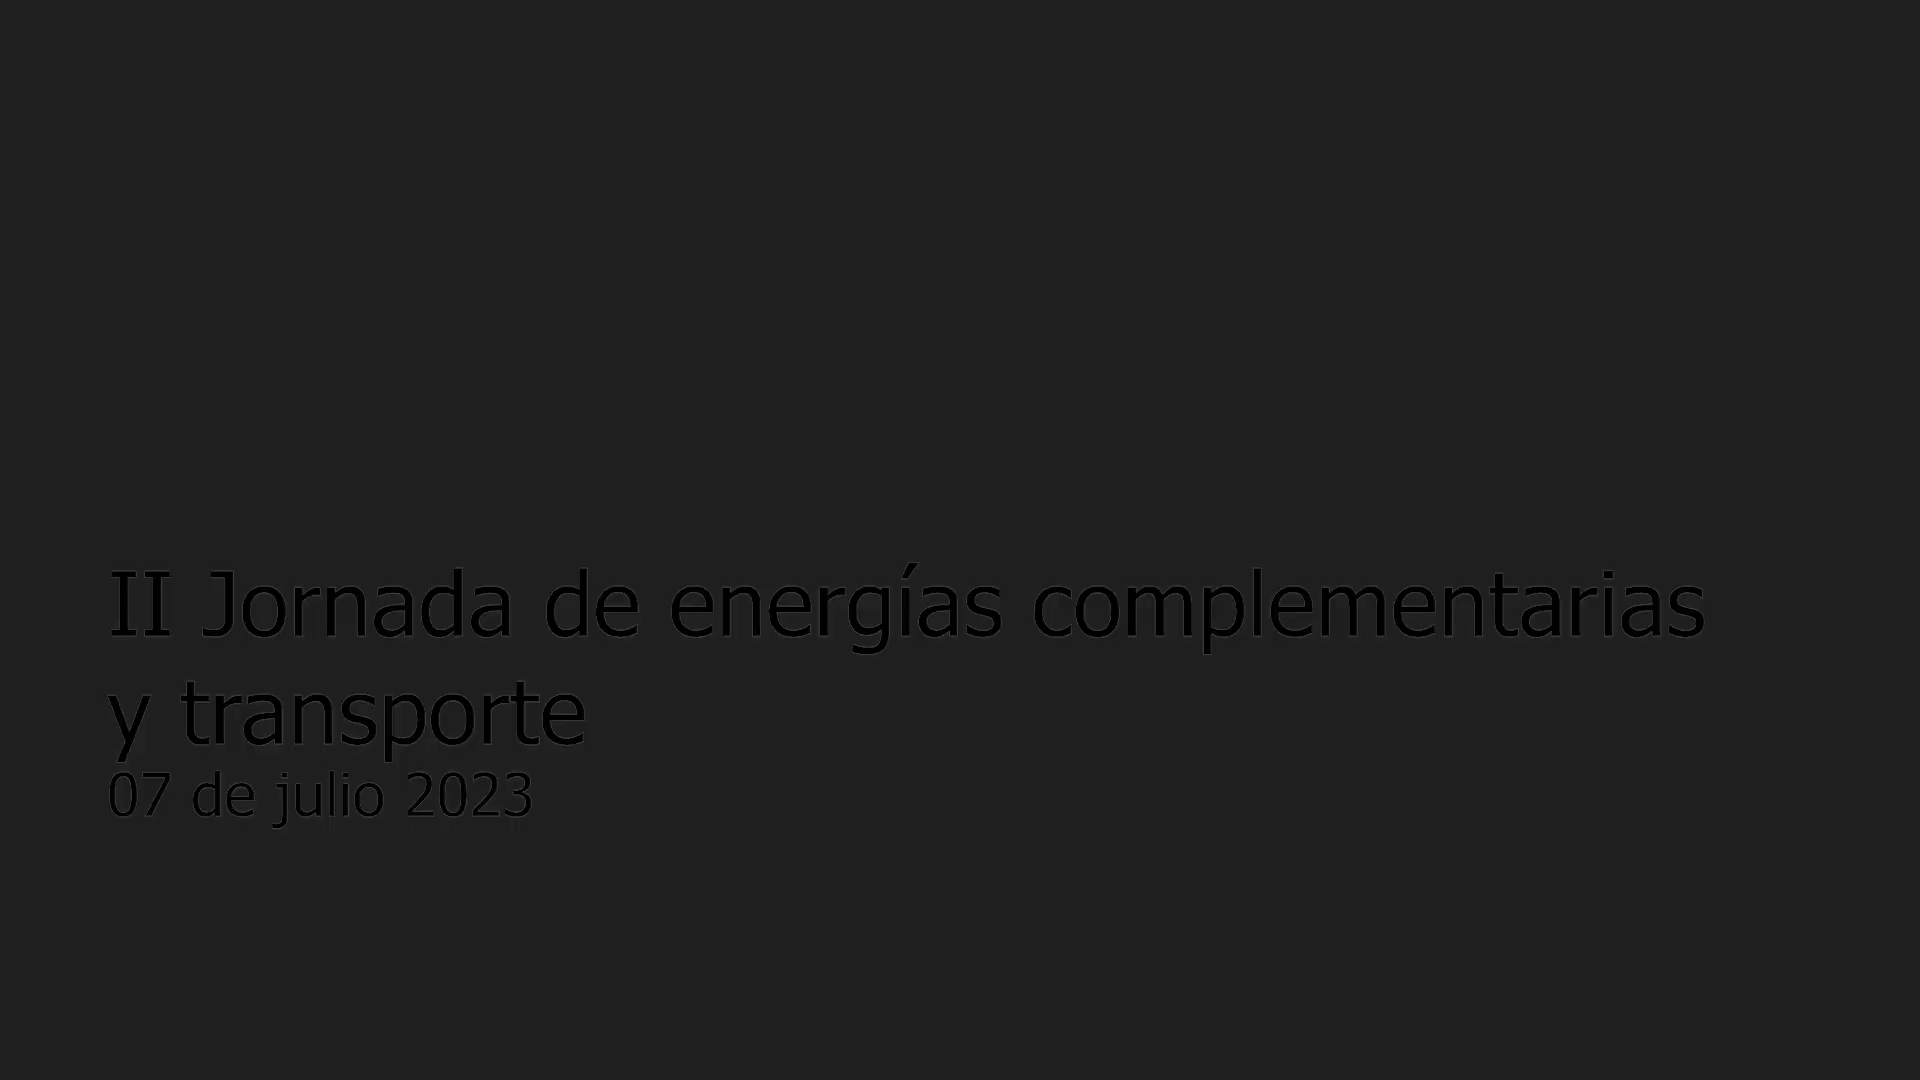 II Jornada de energías complementarias
y transporte
07 de julio 2023